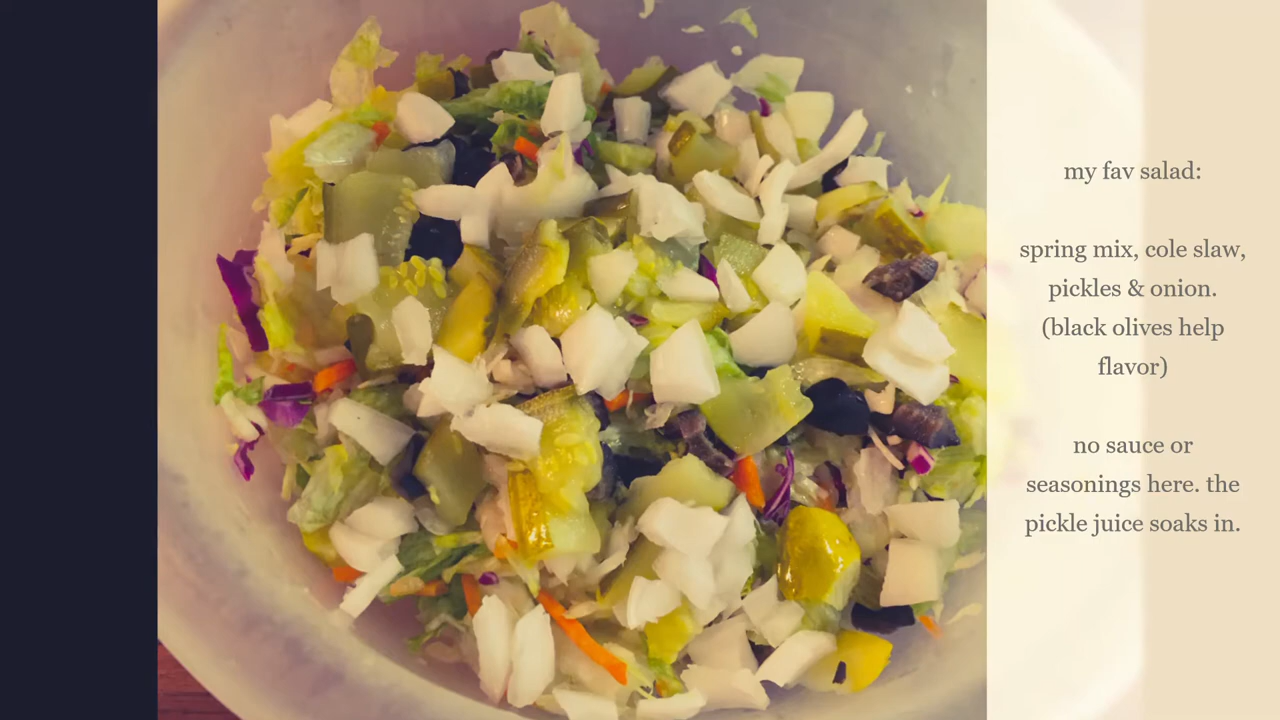 my fav salad:
spring mix, cole slaw,
pickles & onion.
(black olives help
flavor)
no sauce or
seasonings here. the
pickle juice soaks in.